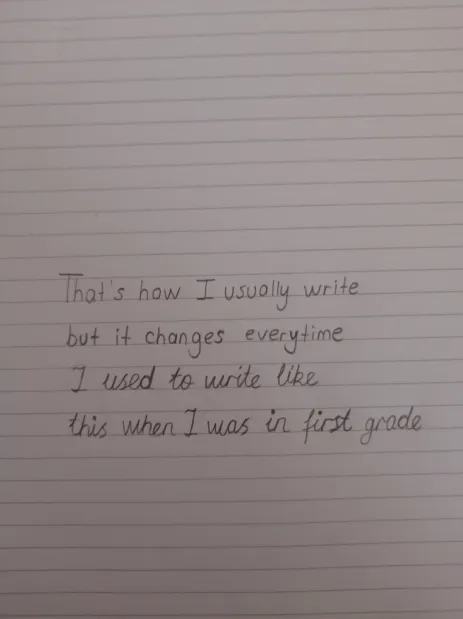 That's how I usually write
but it changes everytime
I used to write like
this when I was in first grade